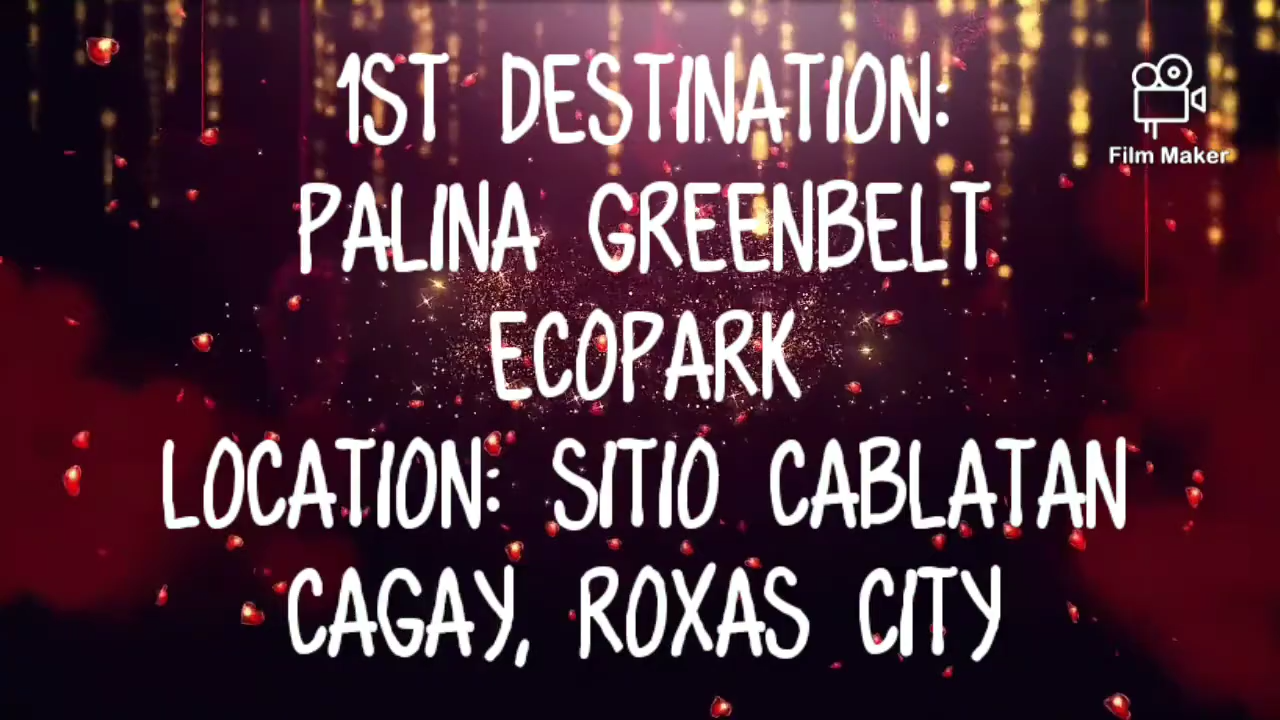 1ST DESTINATION:
PALINA GREENBELT
ECOPARK
LOCATION: SITIO CABLATAN
CAGAY, ROXAS CITY
Film Maker